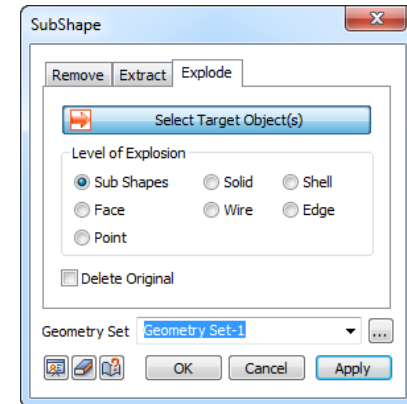 SubShape
Remove Extract Explode
Select Target Object(s)
Level of Explosion
Sub Shapes Solid Shell
Face Wire Edge
Point
Delete Original
Geometry Set Geometry Set-1 ...
OK Cancel Apply